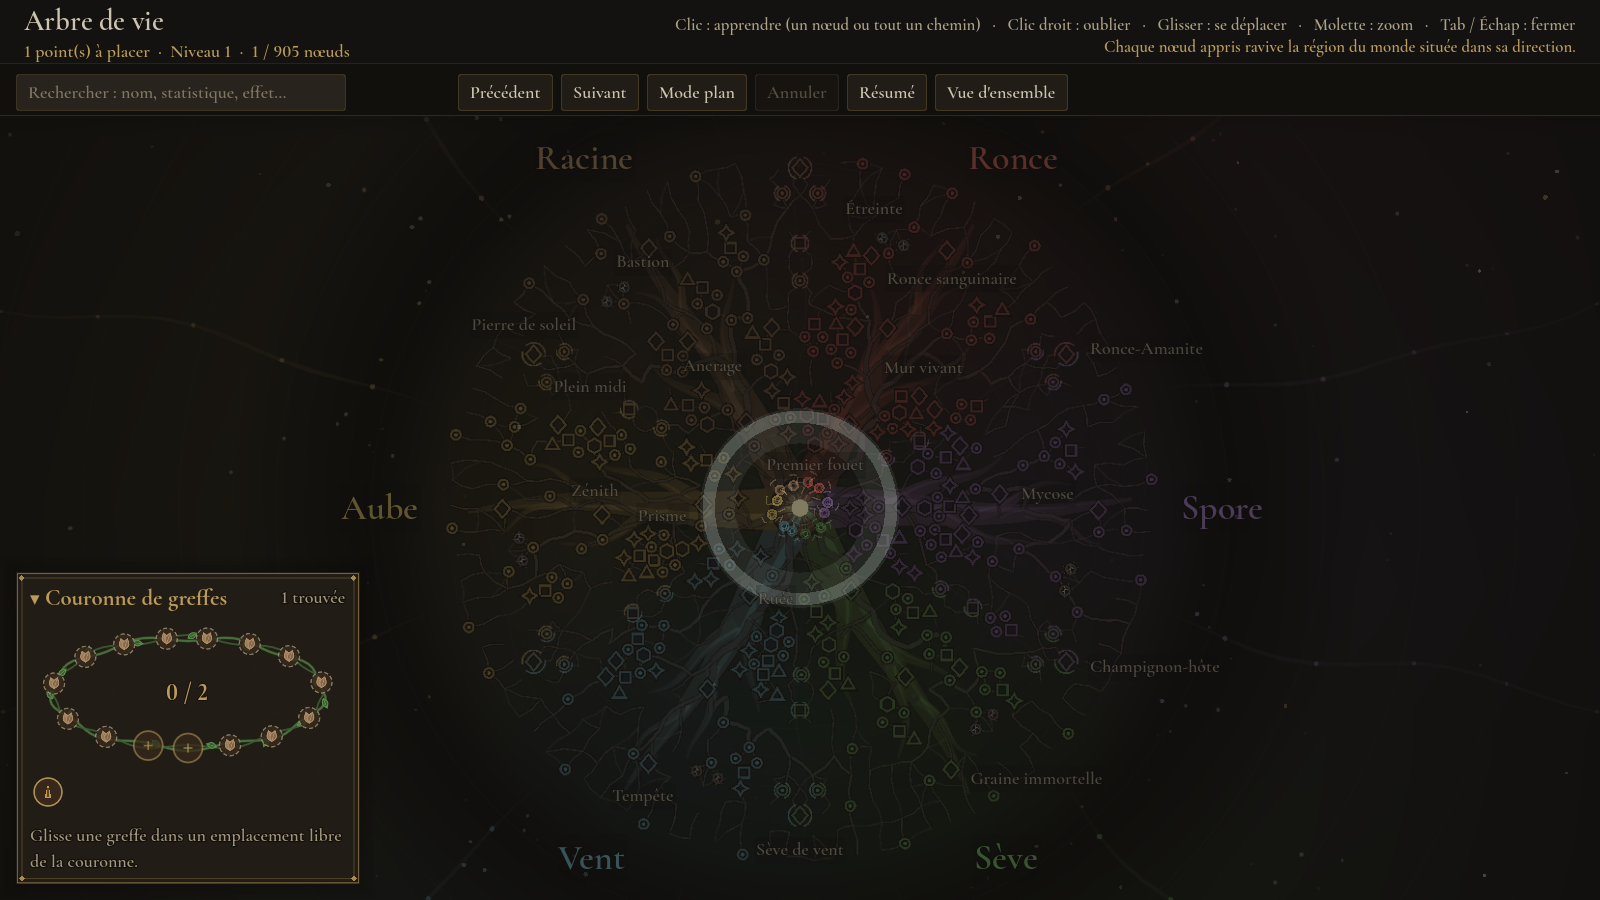 Arbre de vie
1 point(s) à placer · Niveau 1 · 1 / 905 nœuds
Clic : apprendre (un nœud ou tout un chemin) · Clic droit : oublier · Glisser : se déplacer · Molette : zoom · Tab / Échap : fermer
Chaque nœud appris ravive la région du monde située dans sa direction.
Rechercher : nom, statistique, effet...
Précédent
Suivant
Mode plan
Annuler
Résumé
Vue d'ensemble
Racine
Ronce
Étreinte
Bastion
Ronce sanguinaire
Pierre de soleil
Ronce-Amanite
Ancrage
Mur vivant
Plein midi
Premier fouet
Zénith
Mycose
Aube
Prisme
Spore
Couronne de greffes
1 trouvée
0 / 2
Glisse une greffe dans un emplacement libre
de la couronne.
Champignon-hôte
Graine immortelle
Tempête
Sève de vent
Vent
Sève